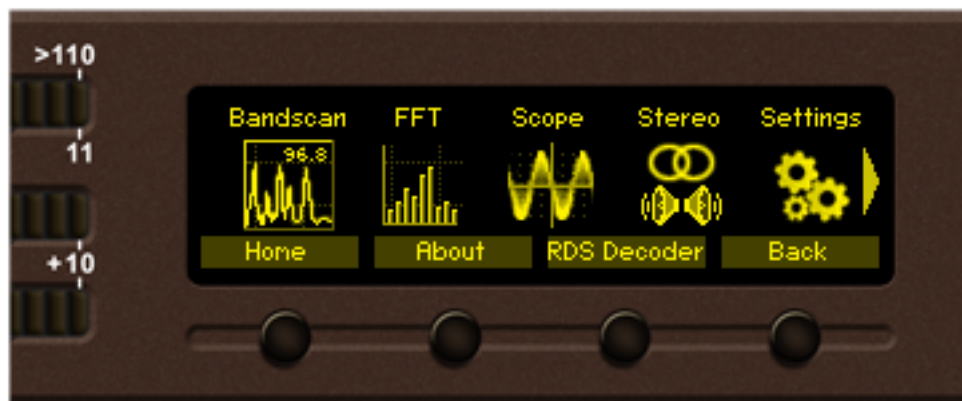 >110
11
+10
Bandscan FFT Scope Stereo Settings
96.8
Home About RDS Decoder Back